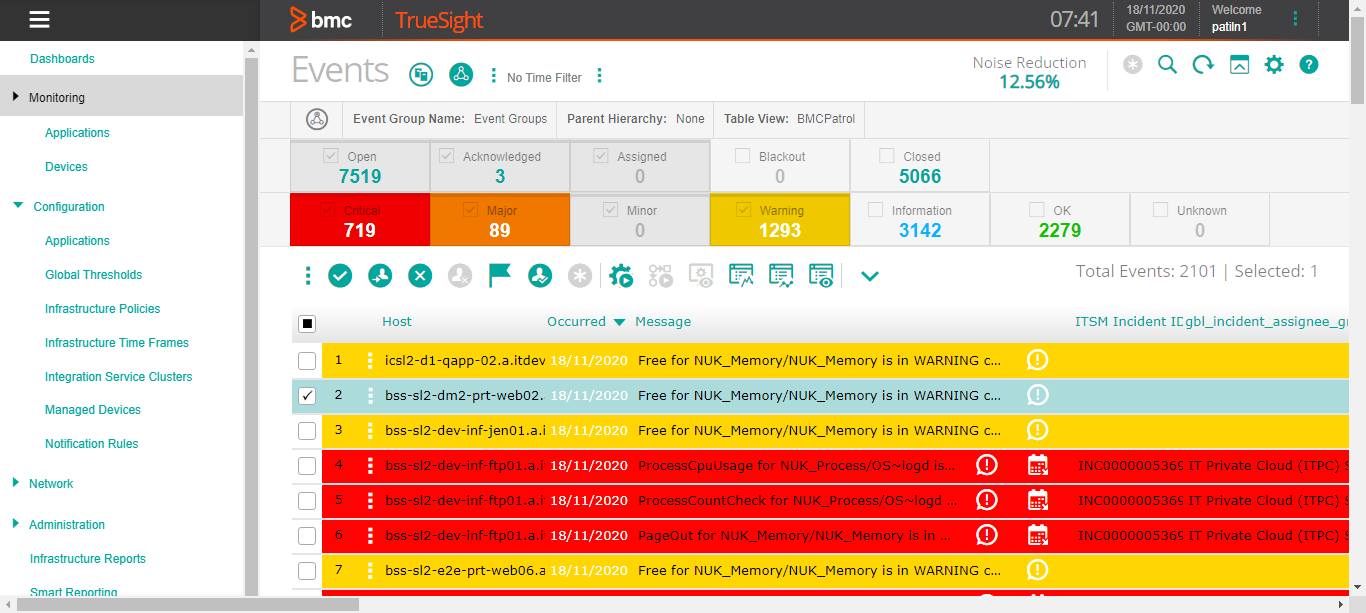 bmc TrueSight 07:41 18/11/2020 GMT-00:00 Welcome patiln1
Dashboards
Monitoring
Applications
Devices
Configuration
Applications
Global Thresholds
Infrastructure Policies
Infrastructure Time Frames
Integration Service Clusters
Managed Devices
Notification Rules
Network
Administration
Infrastructure Reports
Smart Reporting
Events No Time Filter Noise Reduction
12.56%
Event Group Name: Event Groups Parent Hierarchy: None Table View: BMCPatrol
Open Acknowledged Assigned Blackout Closed
7519 3 0 0 5066
Critical Major Minor Warning Information OK Unknown
719 89 0 1293 3142 2279 0
Total Events: 2101 | Selected: 1
Host Occurred Message ITSM Incident ID gbl_incident_assignee_gr
1 icsl2-d1-qapp-02.a.itdev 18/11/2020 Free for NUK_Memory/NUK_Memory is in WARNING c...
2 bss-sl2-dm2-prt-web02. 18/11/2020 Free for NUK_Memory/NUK_Memory is in WARNING c...
3 bss-sl2-dev-inf-jen01.a.i 18/11/2020 Free for NUK_Memory/NUK_Memory is in WARNING c...
4 bss-sl2-dev-inf-ftp01.a.i 18/11/2020 ProcessCpuUsage for NUK_Process/OS~logd is... INC0000005369 IT Private Cloud (ITPC) S
5 bss-sl2-dev-inf-ftp01.a.i 18/11/2020 ProcessCountCheck for NUK_Process/OS~logd ... INC0000005369 IT Private Cloud (ITPC) S
6 bss-sl2-dev-inf-ftp01.a.i 18/11/2020 PageOut for NUK_Memory/NUK_Memory is in ... INC0000005369 IT Private Cloud (ITPC) S
7 bss-sl2-e2e-prt-web06.a 18/11/2020 Free for NUK_Memory/NUK_Memory is in WARNING c...